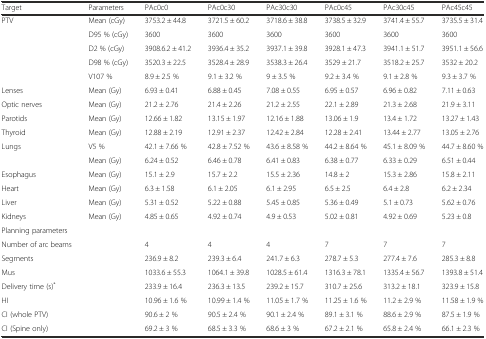 Target Parameters PAc0c0 PAc0c30 PAc30c30 PAc0c45 PAc30c45 PAc45c45
PTV Mean (cGy) 3753.2 ± 44.8 3721.5 ± 60.2 3718.6 ± 38.8 3738.5 ± 32.9 3741.4 ± 55.7 3735.5 ± 31.4
D95 % (cGy) 3600 3600 3600 3600 3600 3600
D2 % (cGy) 3908.6.2 ± 41.2 3936.4 ± 35.2 3937.1 ± 39.8 3928.1 ± 47.3 3941.1 ± 51.7 3951.1 ± 56.6
D98 % (cGy) 3520.3 ± 22.5 3528.4 ± 28.9 3538.3 ± 26.4 3529 ± 21.7 3518.2 ± 25.7 3532 ± 20.2
V107 % 8.9 ± 2.5 % 9.1 ± 3.2 % 9 ± 3.5 % 9.2 ± 3.4 % 9.1 ± 2.8 % 9.3 ± 3.7 %
Lenses Mean (Gy) 6.93 ± 0.41 6.88 ± 0.45 7.08 ± 0.55 6.95 ± 0.57 6.96 ± 0.82 7.11 ± 0.63
Optic nerves Mean (Gy) 21.2 ± 2.76 21.4 ± 2.26 21.2 ± 2.55 22.1 ± 2.89 21.3 ± 2.68 21.9 ± 3.11
Parotids Mean (Gy) 12.66 ± 1.82 13.15 ± 1.97 12.16 ± 1.88 13.06 ± 1.9 13.4 ± 1.72 13.27 ± 1.43
Thyroid Mean (Gy) 12.88 ± 2.19 12.91 ± 2.37 12.42 ± 2.84 12.28 ± 2.41 13.44 ± 2.77 13.05 ± 2.76
Lungs V5 % 42.1 ± 7.66 % 42.8 ± 7.52 % 43.6 ± 8.58 % 44.2 ± 8.64 % 45.1 ± 8.09 % 44.7 ± 8.60 %
Mean (Gy) 6.24 ± 0.52 6.46 ± 0.78 6.41 ± 0.83 6.38 ± 0.77 6.33 ± 0.29 6.51 ± 0.44
Esophagus Mean (Gy) 15.1 ± 2.9 15.7 ± 2.2 15.5 ± 2.36 14.8 ± 2 15.3 ± 2.86 15.8 ± 2.11
Heart Mean (Gy) 6.3 ± 1.58 6.1 ± 2.05 6.1 ± 2.95 6.5 ± 2.5 6.4 ± 2.8 6.2 ± 2.34
Liver Mean (Gy) 5.31 ± 0.52 5.22 ± 0.88 5.45 ± 0.85 5.36 ± 0.49 5.1 ± 0.73 5.62 ± 0.76
Kidneys Mean (Gy) 4.85 ± 0.65 4.92 ± 0.74 4.9 ± 0.53 5.02 ± 0.81 4.92 ± 0.69 5.23 ± 0.8
Planning parameters
Number of arc beams 4 4 4 7 7 7
Segments 236.9 ± 8.2 239.3 ± 6.4 241.7 ± 6.3 278.7 ± 5.3 277.4 ± 7.6 285.3 ± 8.8
Mus 1033.6 ± 55.3 1064.1 ± 39.8 1028.5 ± 61.4 1316.3 ± 78.1 1335.4 ± 56.7 1393.8 ± 51.4
Delivery time (s)* 233.9 ± 16.4 236.3 ± 13.5 239.2 ± 15.7 310.7 ± 25.6 313.2 ± 18.1 323.9 ± 15.8
HI 10.96 ± 1.6 % 10.99 ± 1.4 % 11.05 ± 1.7 % 11.25 ± 1.6 % 11.2 ± 2.9 % 11.58 ± 1.9 %
CI (whole PTV) 90.6 ± 2 % 90.5 ± 2.4 % 90.1 ± 2.4 % 89.1 ± 3.1 % 88.6 ± 2.9 % 87.5 ± 1.9 %
CI (Spine only) 69.2 ± 3 % 68.5 ± 3.3 % 68.6 ± 3 % 67.2 ± 2.1 % 65.8 ± 2.4 % 66.1 ± 2.3 %